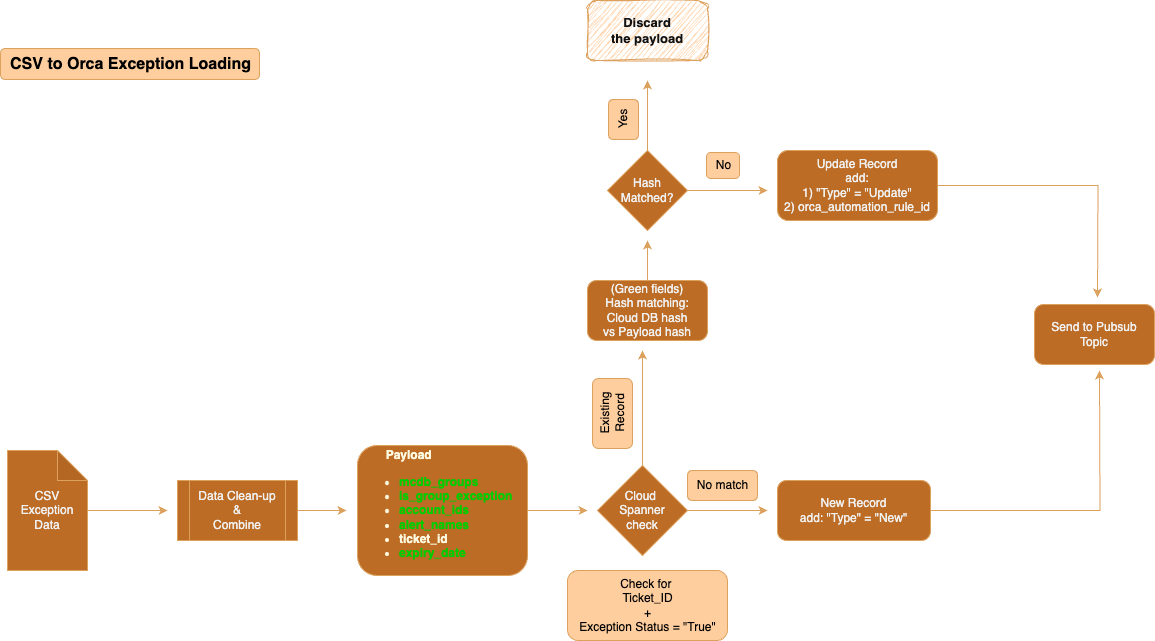 Discard
the payload
CSV to Orca Exception Loading
Yes
No
Hash
Matched?
Update Record
add:
1) "Type" = "Update"
2) orca_automation_rule_id
(Green fields)
Hash matching:
Cloud DB hash
vs Payload hash
Send to Pubsub
Topic
Existing
Record
Payload
mcdb_groups
is_group_exception
account_ids
alert_names
ticket_id
expiry_date
CSV
Exception
Data
Data Clean-up
&
Combine
Cloud
Spanner
check
No match
New Record
add: "Type" = "New"
Check for
Ticket_ID
+
Exception Status = "True"